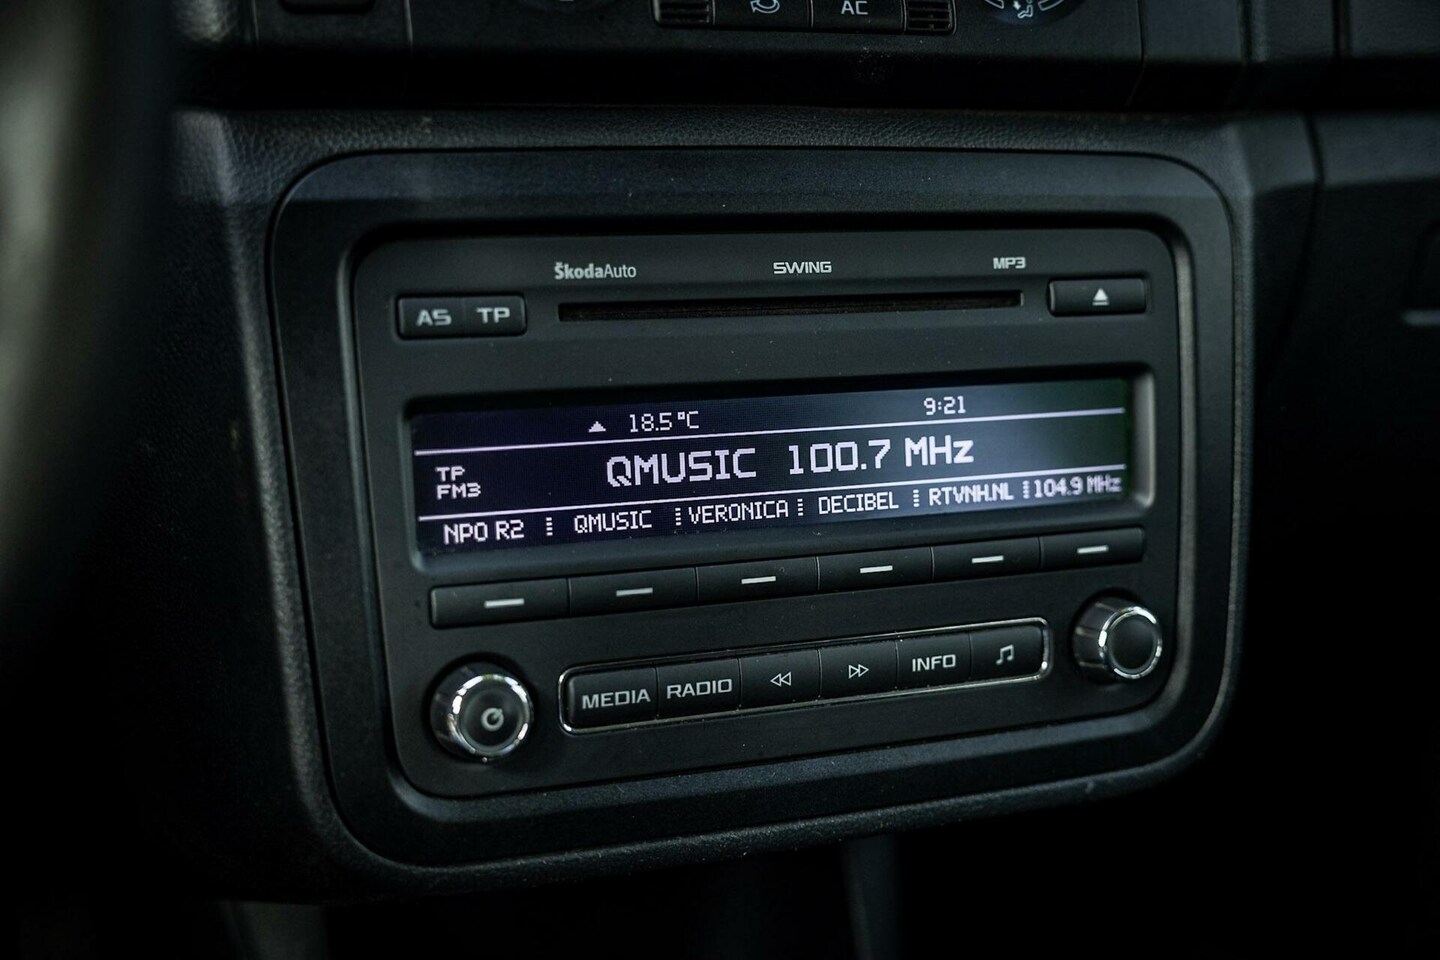 AC
ŠkodaAuto SWING MP3
AS TP
18.5°C 9:21
TP
FM3
QMUSIC 100.7 MHz
NPO R2 QMUSIC VERONICA DECIBEL RTVNH.NL 104.9 MHz
MEDIA RADIO INFO